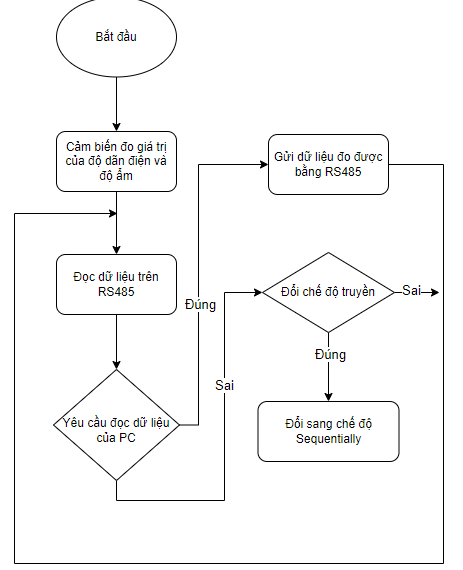 Bắt đầu
Cảm biến đo giá trị
của độ dẫn điện và
độ ẩm
Gửi dữ liệu đo được
bằng RS485
Đọc dữ liệu trên
RS485
Đổi chế độ truyền
Sai
Đúng
Đúng
Sai
Yêu cầu đọc dữ liệu
của PC
Đổi sang chế độ
Sequentially